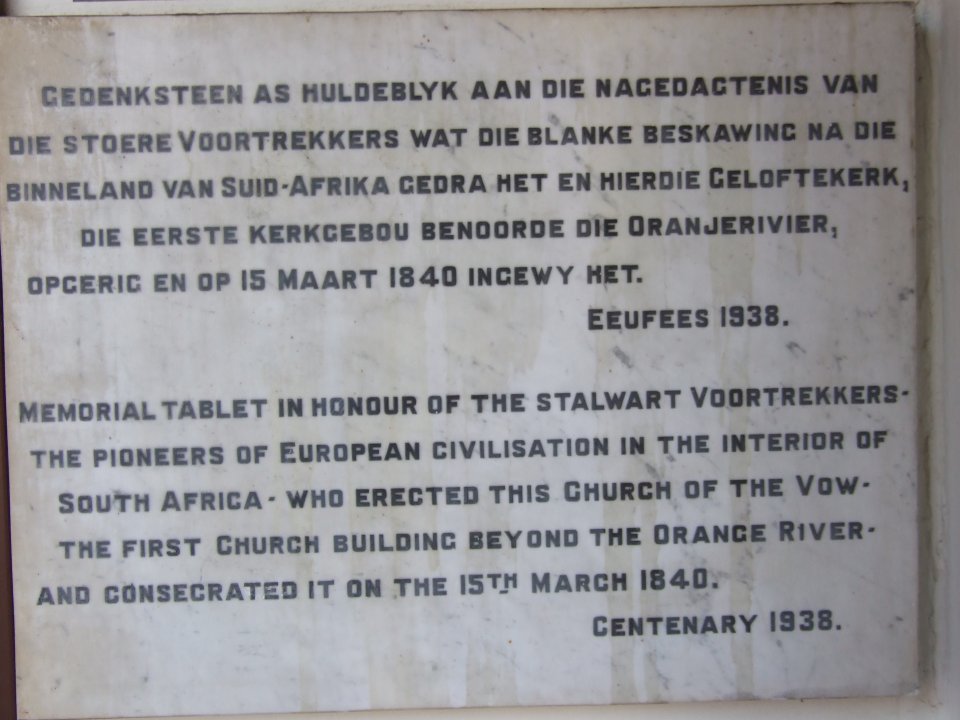 GEDENKSTEEN AS HULDEBLYK AAN DIE NAGEDAGTENIS VAN
DIE STOERE VOORTREKKERS WAT DIE BLANKE BESKAWING NA DIE
BINNELAND VAN SUID-AFRIKA GEDRA HET EN HIERDIE GELOFTEKERK,
DIE EERSTE KERKGEBOU BENOORDE DIE ORANJERIVIER,
OPGERIG EN OP 15 MAART 1840 INGEWY HET.
EEUFEES 1938.
MEMORIAL TABLET IN HONOUR OF THE STALWART VOORTREKKERS-
THE PIONEERS OF EUROPEAN CIVILISATION IN THE INTERIOR OF
SOUTH AFRICA - WHO ERECTED THIS CHURCH OF THE VOW-
THE FIRST CHURCH BUILDING BEYOND THE ORANGE RIVER-
AND CONSECRATED IT ON THE 15TH MARCH 1840.
CENTENARY 1938.